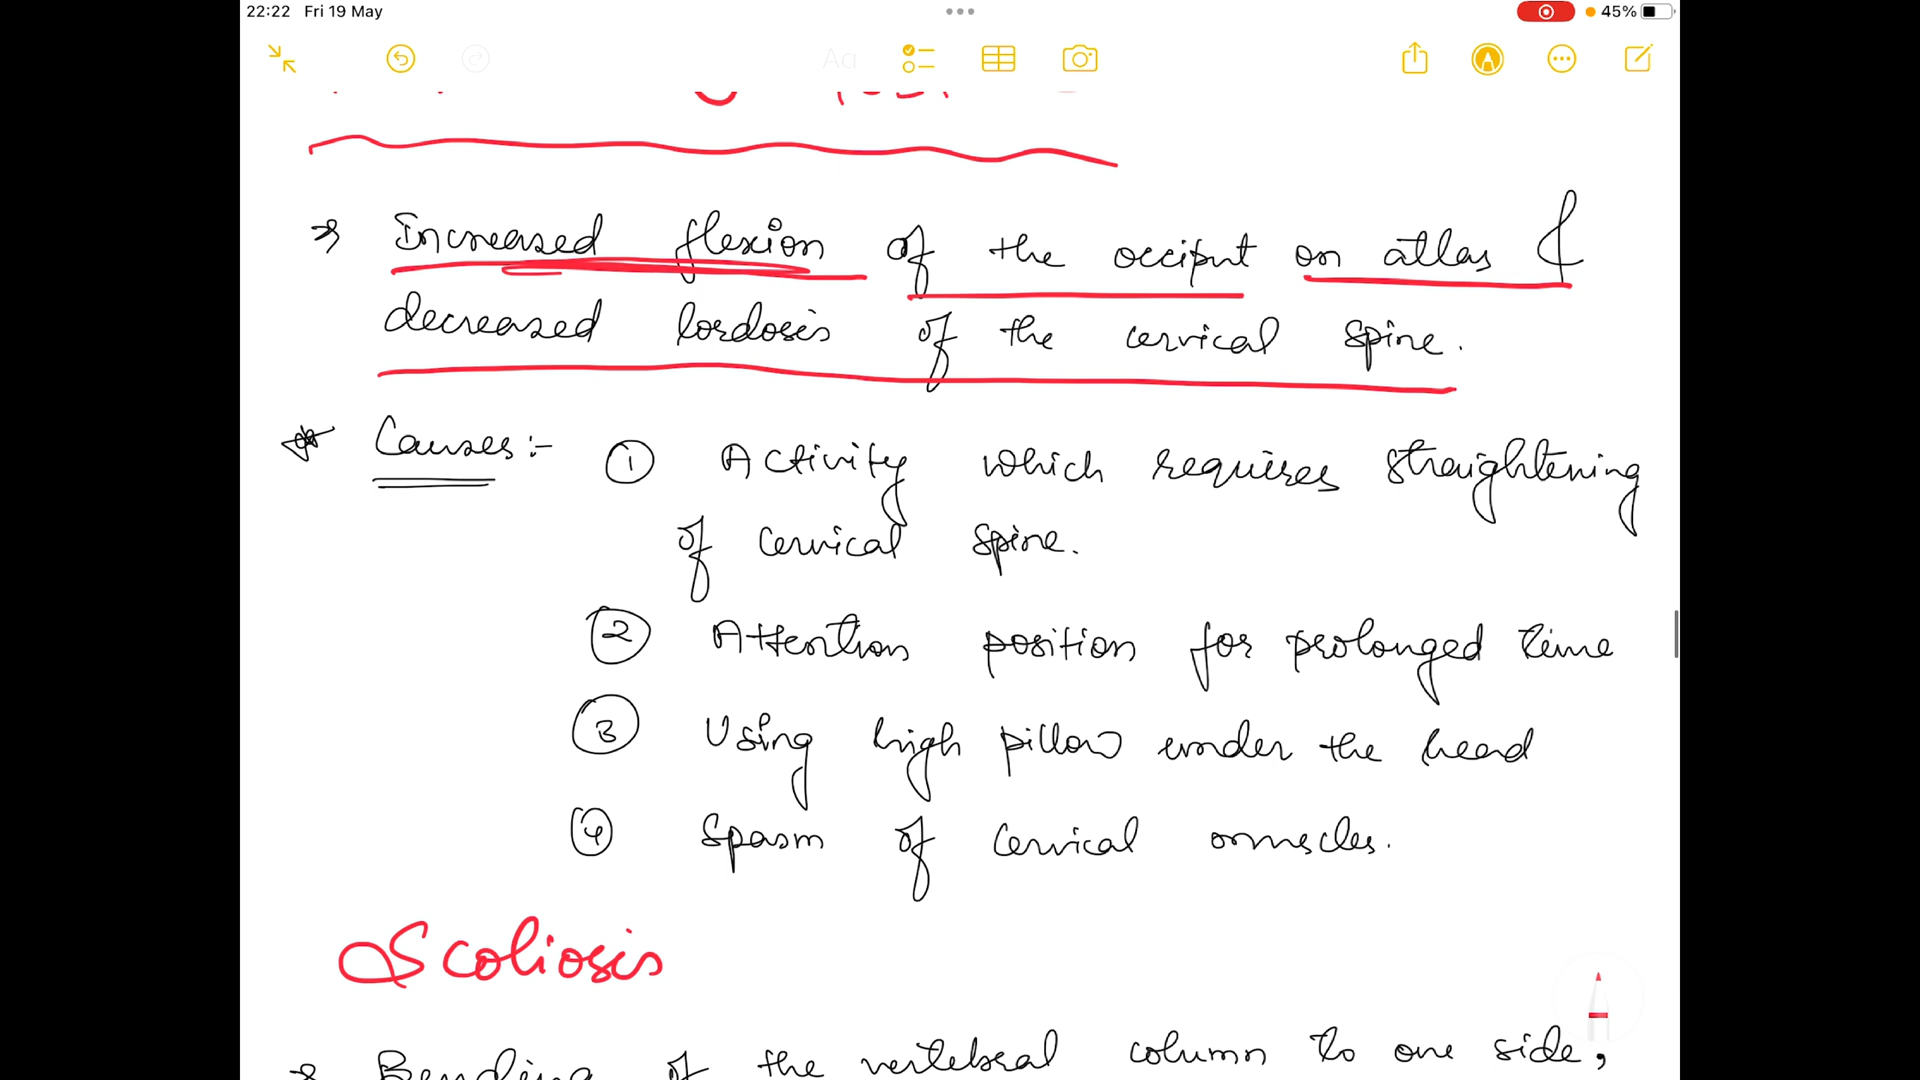 22:22 Fri 19 May 45%
Aa
→ Increased flexion of the occiput on atlas &
decreased lordosis of the cervical spine.
* Causes :- ① Activity which requires straightening
of cervical spine.
② Attention position for prolonged time
③ Using high pillow under the head
④ Spasm of cervical muscles.
Scoliosis
→ Bending of the vertebral column to one side,